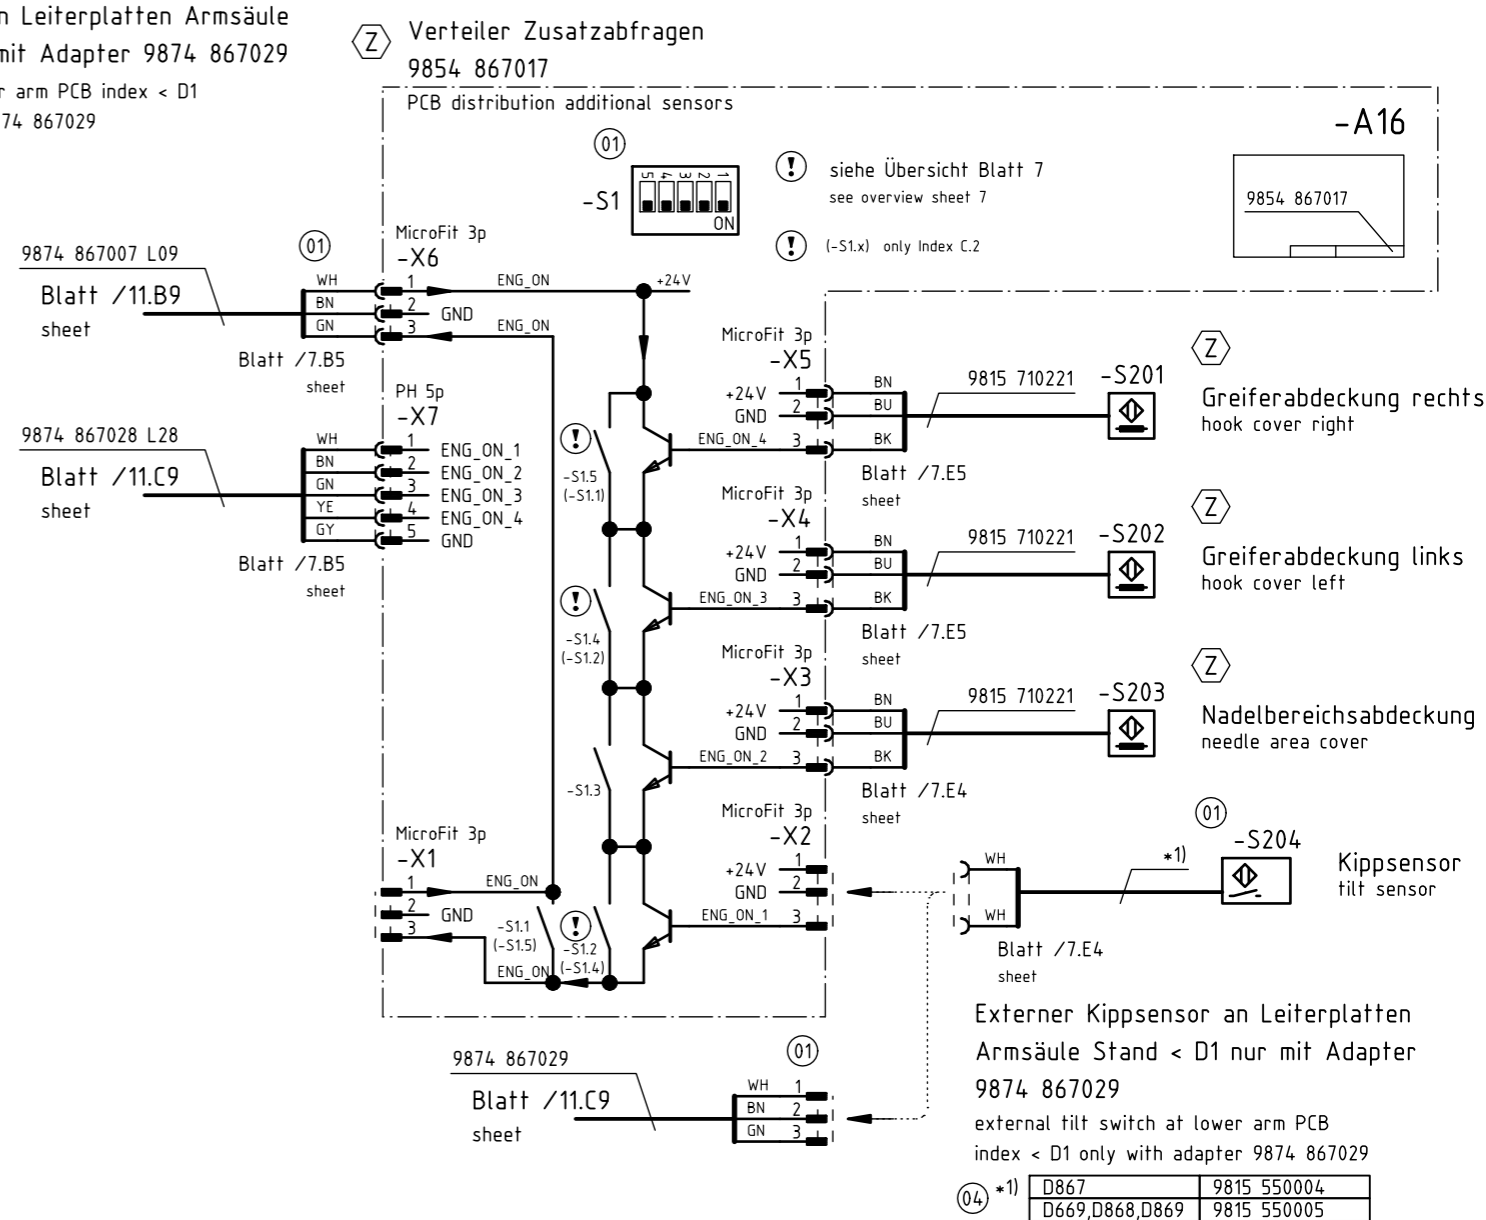 n Leiterplatten Armsäule
mit Adapter 9874 867029
r arm PCB index < D1
74 867029
Z
Verteiler Zusatzabfragen
9854 867017
PCB distribution additional sensors
-A16
9854 867017
01
-S1
5 4 3 2 1
ON
! siehe Übersicht Blatt 7
see overview sheet 7
! (-S1.x) only Index C.2
9874 867007 L09
Blatt /11.B9
sheet
01
MicroFit 3p
-X6
WH 1 ENG_ON
BN 2 GND
GN 3 ENG_ON
+24V
Blatt /7.B5
sheet
PH 5p
-X7
9874 867028 L28
Blatt /11.C9
sheet
WH 1 ENG_ON_1
BN 2 ENG_ON_2
GN 3 ENG_ON_3
YE 4 ENG_ON_4
GY 5 GND
Blatt /7.B5
sheet
MicroFit 3p
-X5
+24V 1 BN
GND 2 BU
ENG_ON_4 3 BK
9815 710221
-S201
Z
Greiferabdeckung rechts
hook cover right
Blatt /7.E5
sheet
!
-S1.5
(-S1.1)
MicroFit 3p
-X4
+24V 1 BN
GND 2 BU
ENG_ON_3 3 BK
9815 710221
-S202
Z
Greiferabdeckung links
hook cover left
Blatt /7.E5
sheet
!
-S1.4
(-S1.2)
MicroFit 3p
-X3
+24V 1 BN
GND 2 BU
ENG_ON_2 3 BK
9815 710221
-S203
Z
Nadelbereichsabdeckung
needle area cover
Blatt /7.E4
sheet
-S1.3
MicroFit 3p
-X2
+24V 1
GND 2
ENG_ON_1 3
MicroFit 3p
-X1
1 ENG_ON
2 GND
3
ENG_ON
-S1.1
(-S1.5)
!
-S1.2
(-S1.4)
WH
WH
*1)
01
-S204
Kippsensor
tilt sensor
Blatt /7.E4
sheet
Externer Kippsensor an Leiterplatten
Armsäule Stand < D1 nur mit Adapter
9874 867029
external tilt switch at lower arm PCB
index < D1 only with adapter 9874 867029
9874 867029
Blatt /11.C9
sheet
01
WH 1
BN 2
GN 3
04 *1) D867 9815 550004
D669,D868,D869 9815 550005